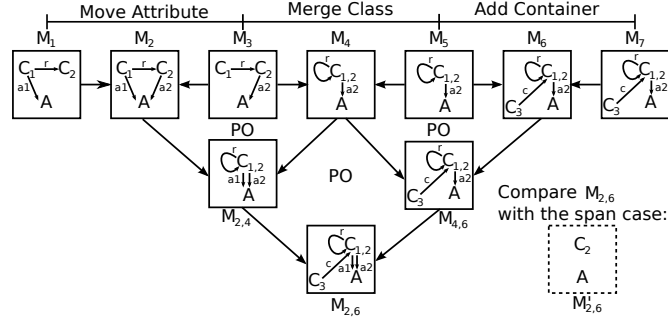 Move Attribute Merge Class Add Container
M1 M2 M3 M4 M5 M6 M7
C1 r C2 a1 A
C1 r C2 a1 a2 A
C1 r C2 a2 A
r C1,2 a2 A
r C1,2 a2 A
r C1,2 c a2 C3 A
r C1,2 c a2 C3 A
PO PO
r C1,2 a1 a2 A
M2,4
PO
r C1,2 c a2 C3 A
M4,6
r C1,2 c a1 a2 C3 A
M2,6
Compare M2,6
with the span case:
C2
A
M'2,6